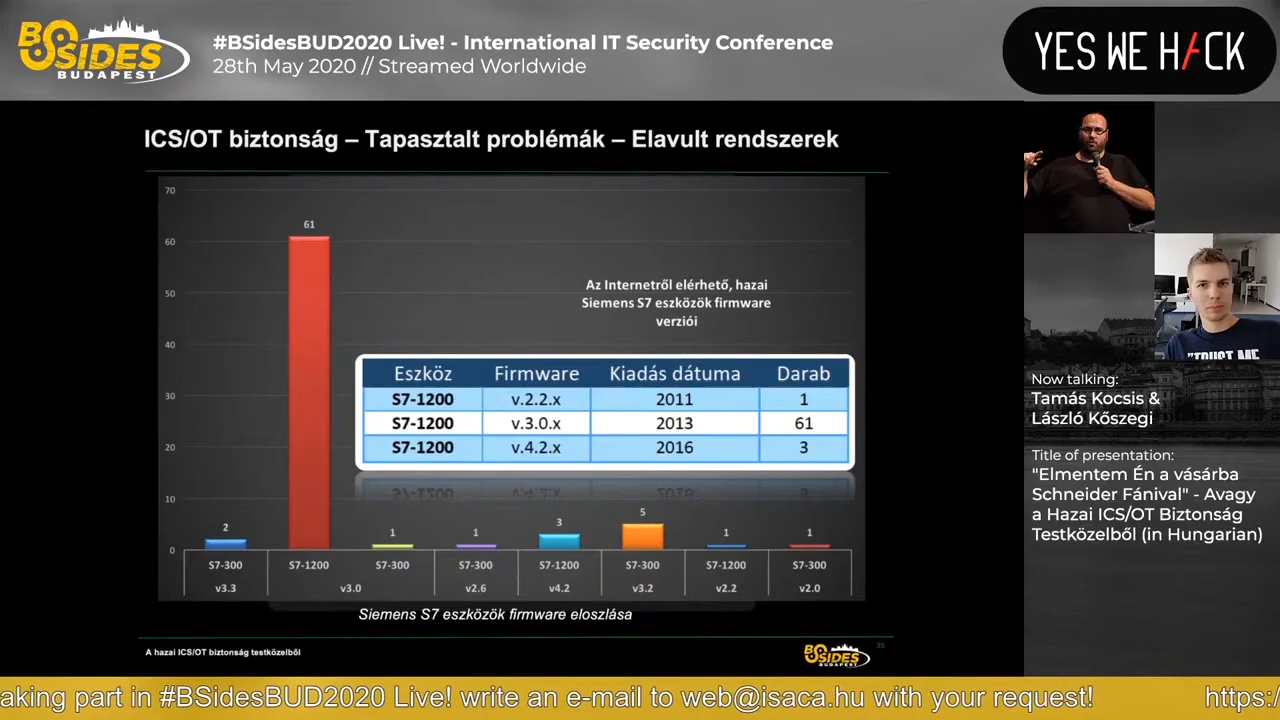 BSIDES
BUDAPEST
#BSidesBUD2020 Live! - International IT Security Conference
28th May 2020 // Streamed Worldwide
YES WE H/CK
ICS/OT biztonság – Tapasztalt problémák – Elavult rendszerek
70
60
50
40
30
20
10
0
61
2
1
1
3
5
1
1
Az Internetről elérhető, hazai
Siemens S7 eszközök firmware
verziói
Eszköz Firmware Kiadás dátuma Darab
S7-1200 v.2.2.x 2011 1
S7-1200 v.3.0.x 2013 61
S7-1200 v.4.2.x 2016 3
S7-300 S7-1200 S7-300 S7-300 S7-1200 S7-300 S7-1200 S7-300
v3.3 v3.0 v2.6 v4.2 v3.2 v2.2 v2.0
Siemens S7 eszközök firmware eloszlása
A hazai ICS/OT biztonság testközelből
BSIDES
BUDAPEST
35
"TRUST ME
Now talking:
Tamás Kocsis &
László Kőszegi
Title of presentation:
"Elmentem Én a vásárba
Schneider Fánival" - Avagy
a Hazai ICS/OT Biztonság
Testközelből (in Hungarian)
aking part in #BSidesBUD2020 Live! write an e-mail to web@isaca.hu with your request! https:/